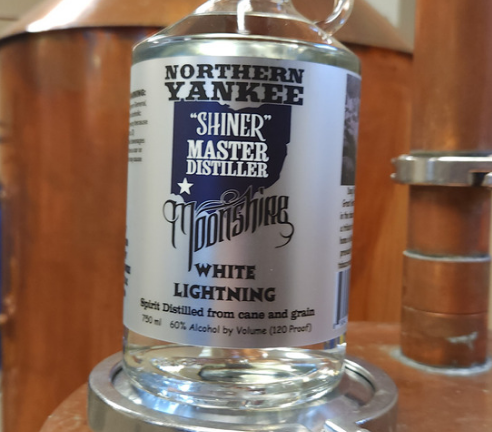 NORTHERN
YANKEE
"SHINER"
MASTER
DISTILLER
Moonshine
WHITE
LIGHTNING
Spirit Distilled from cane and grain
750 ml 60% Alcohol by Volume (120 Proof)